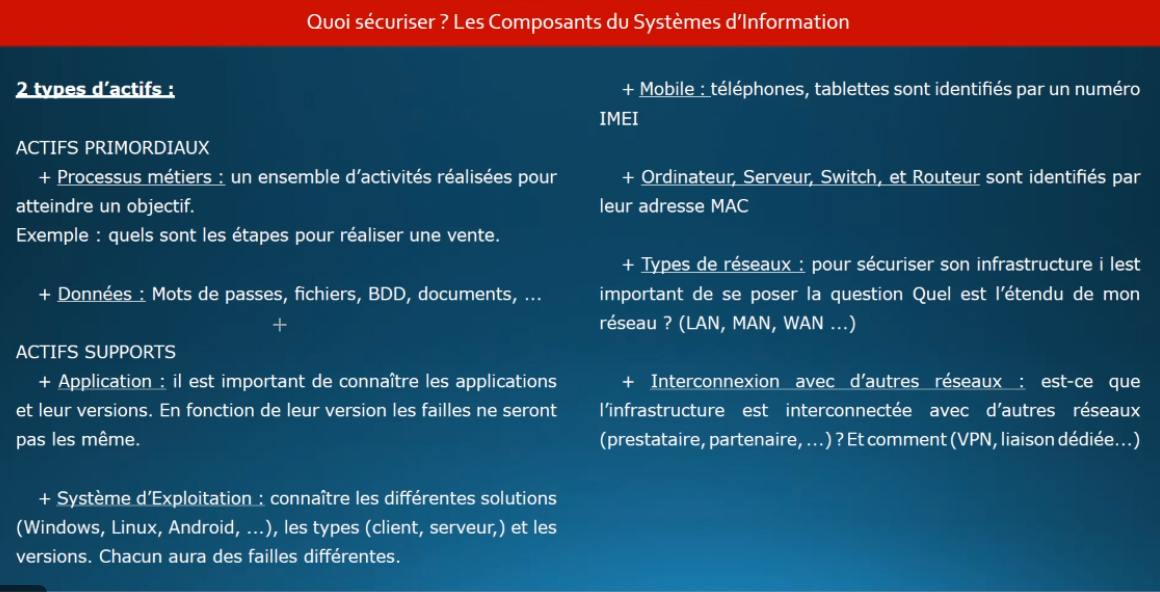 Quoi sécuriser ? Les Composants du Systèmes d'Information
2 types d'actifs :
ACTIFS PRIMORDIAUX
+ Processus métiers : un ensemble d'activités réalisées pour
atteindre un objectif.
Exemple : quels sont les étapes pour réaliser une vente.
+ Données : Mots de passes, fichiers, BDD, documents, ...
ACTIFS SUPPORTS
+ Application : il est important de connaître les applications
et leur versions. En fonction de leur version les failles ne seront
pas les même.
+ Système d'Exploitation : connaître les différentes solutions
(Windows, Linux, Android, ...), les types (client, serveur,) et les
versions. Chacun aura des failles différentes.
+ Mobile : téléphones, tablettes sont identifiés par un numéro
IMEI
+ Ordinateur, Serveur, Switch, et Routeur sont identifiés par
leur adresse MAC
+ Types de réseaux : pour sécuriser son infrastructure i lest
important de se poser la question Quel est l'étendu de mon
réseau ? (LAN, MAN, WAN ...)
+ Interconnexion avec d'autres réseaux : est-ce que
l'infrastructure est interconnectée avec d'autres réseaux
(prestataire, partenaire, ...) ? Et comment (VPN, liaison dédiée...)